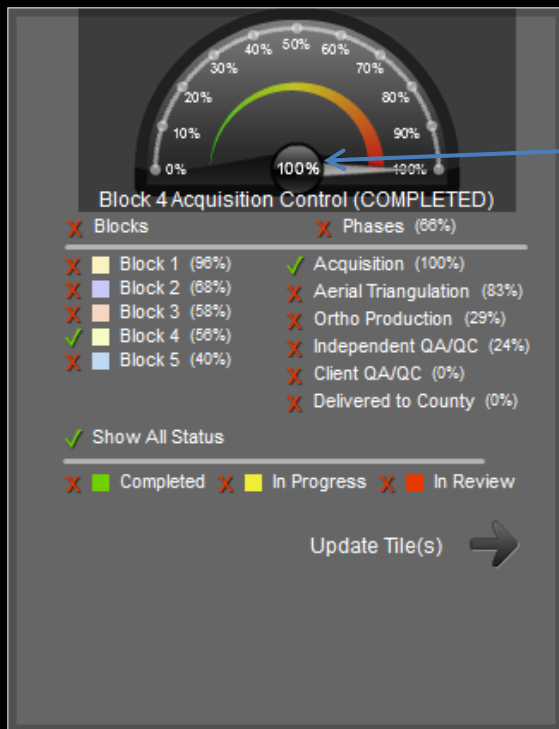 50%
40%
60%
30%
70%
20%
80%
10%
90%
0%
100%
100%
Block 4 Acquisition Control (COMPLETED)
Blocks
Phases (66%)
Block 1 (96%)
Block 2 (68%)
Block 3 (58%)
Block 4 (56%)
Block 5 (40%)
Acquisition (100%)
Aerial Triangulation (83%)
Ortho Production (29%)
Independent QA/QC (24%)
Client QA/QC (0%)
Delivered to County (0%)
Show All Status
Completed
In Progress
In Review
Update Tile(s)